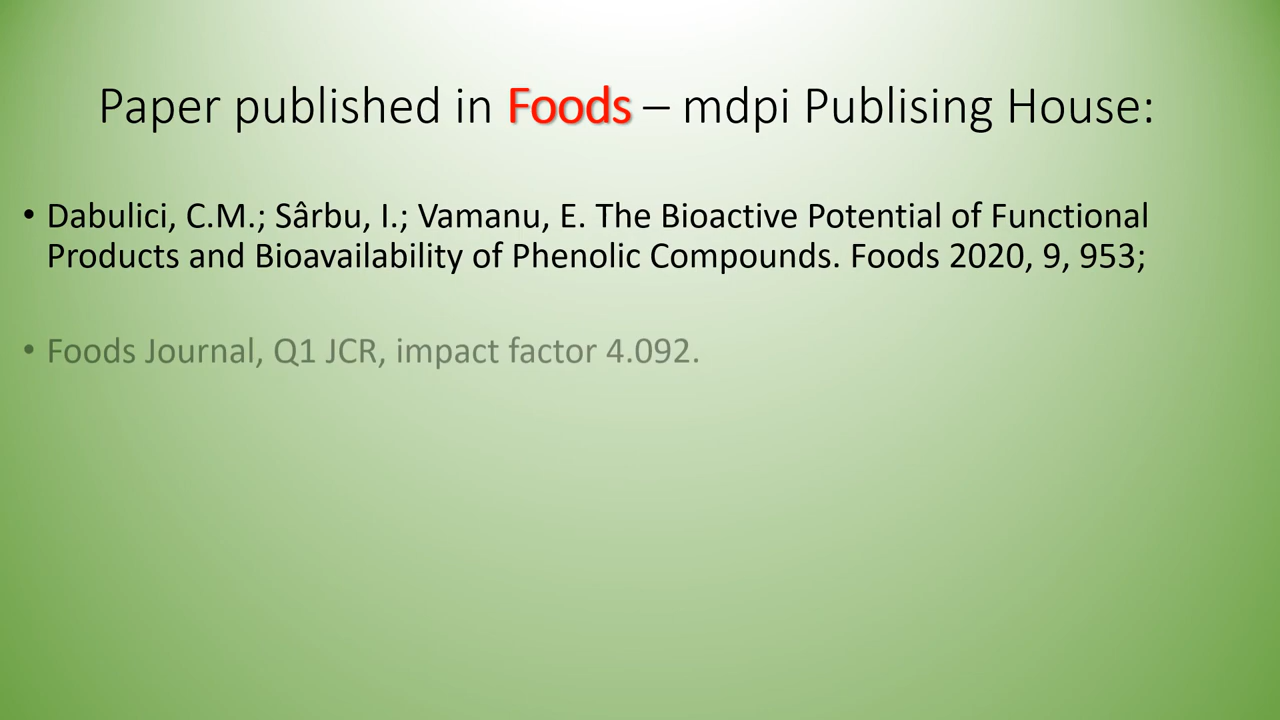 Paper published in Foods – mdpi Publising House:
• Dabulici, C.M.; Sârbu, I.; Vamanu, E. The Bioactive Potential of Functional
Products and Bioavailability of Phenolic Compounds. Foods 2020, 9, 953;
• Foods Journal, Q1 JCR, impact factor 4.092.